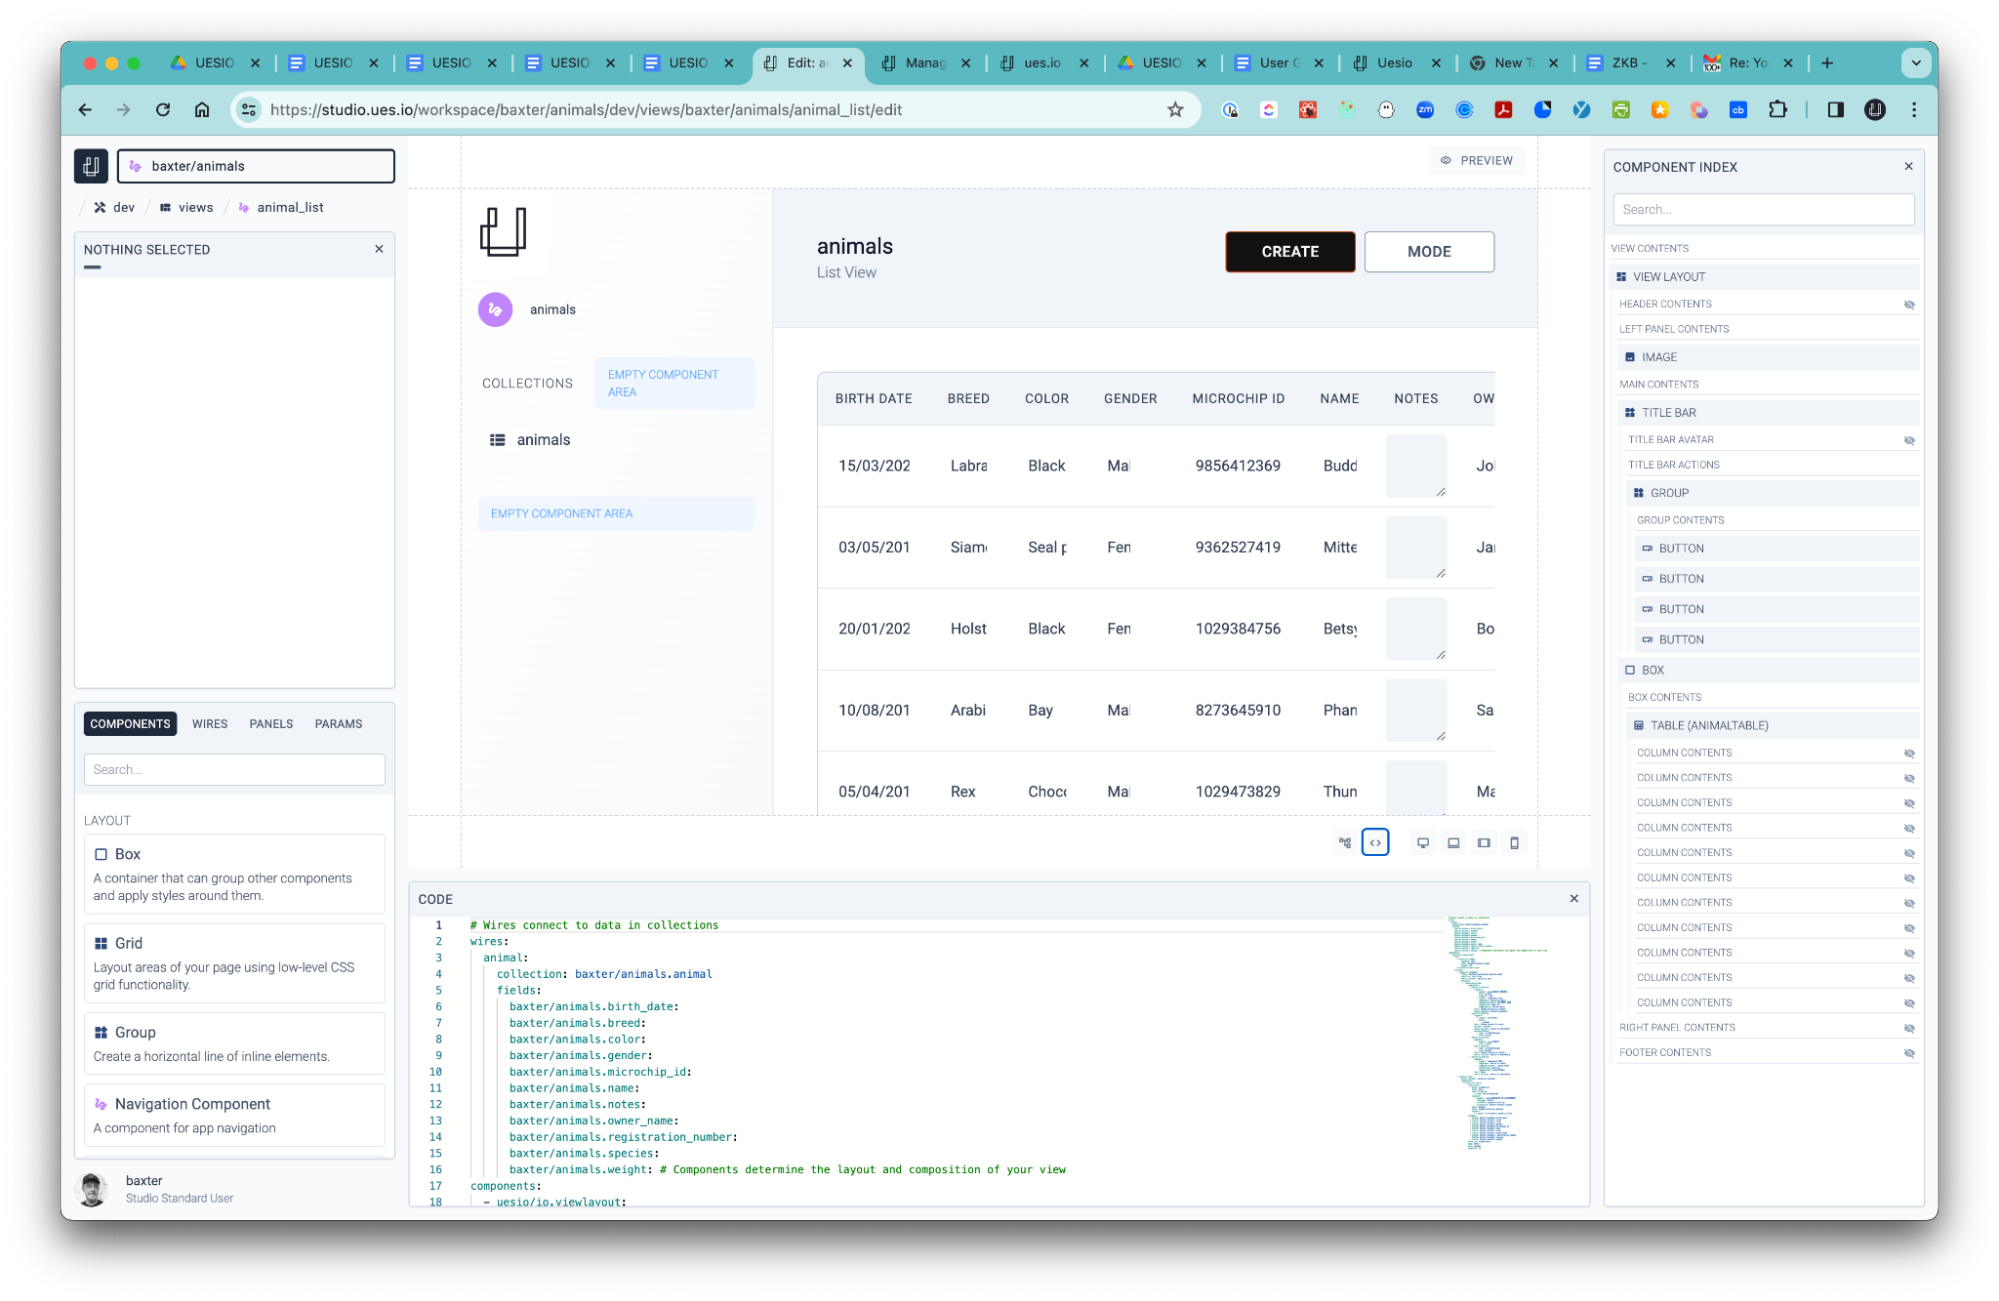 UESIO
UESIO
UESIO
UESIO
UESIO
Edit: a
Manag
ues.io
UESIO
User G
Uesio
New T
ZKB -
Re: Yo
https://studio.ues.io/workspace/baxter/animals/dev/views/baxter/animals/animal_list/edit
baxter/animals
dev
views
animal_list
NOTHING SELECTED
COMPONENTS
WIRES
PANELS
PARAMS
Search...
LAYOUT
Box
A container that can group other components
and apply styles around them.
Grid
Layout areas of your page using low-level CSS
grid functionality.
Group
Create a horizontal line of inline elements.
Navigation Component
A component for app navigation
baxter
Studio Standard User
PREVIEW
animals
COLLECTIONS
EMPTY COMPONENT
AREA
animals
EMPTY COMPONENT AREA
animals
List View
CREATE
MODE
BIRTH DATE BREED COLOR GENDER MICROCHIP ID NAME NOTES OW
15/03/202 Labra Black Mal 9856412369 Budd Jol
03/05/201 Siam Seal p Fen 9362527419 Mitte Jai
20/01/202 Holst Black Fen 1029384756 Betsy Bo
10/08/201 Arabi Bay Mal 8273645910 Phan Sa
05/04/201 Rex Choc Mal 1029473829 Thun Ma
CODE
1 # Wires connect to data in collections
2 wires:
3 animal:
4 collection: baxter/animals.animal
5 fields:
6 baxter/animals.birth_date:
7 baxter/animals.breed:
8 baxter/animals.color:
9 baxter/animals.gender:
10 baxter/animals.microchip_id:
11 baxter/animals.name:
12 baxter/animals.notes:
13 baxter/animals.owner_name:
14 baxter/animals.registration_number:
15 baxter/animals.species:
16 baxter/animals.weight: # Components determine the layout and composition of your view
17 components:
18 - uesio/io.viewlayout:
COMPONENT INDEX
Search...
VIEW CONTENTS
VIEW LAYOUT
HEADER CONTENTS
LEFT PANEL CONTENTS
IMAGE
MAIN CONTENTS
TITLE BAR
TITLE BAR AVATAR
TITLE BAR ACTIONS
GROUP
GROUP CONTENTS
BUTTON
BUTTON
BUTTON
BUTTON
BOX
BOX CONTENTS
TABLE (ANIMALTABLE)
COLUMN CONTENTS
COLUMN CONTENTS
COLUMN CONTENTS
COLUMN CONTENTS
COLUMN CONTENTS
COLUMN CONTENTS
COLUMN CONTENTS
COLUMN CONTENTS
COLUMN CONTENTS
COLUMN CONTENTS
COLUMN CONTENTS
RIGHT PANEL CONTENTS
FOOTER CONTENTS